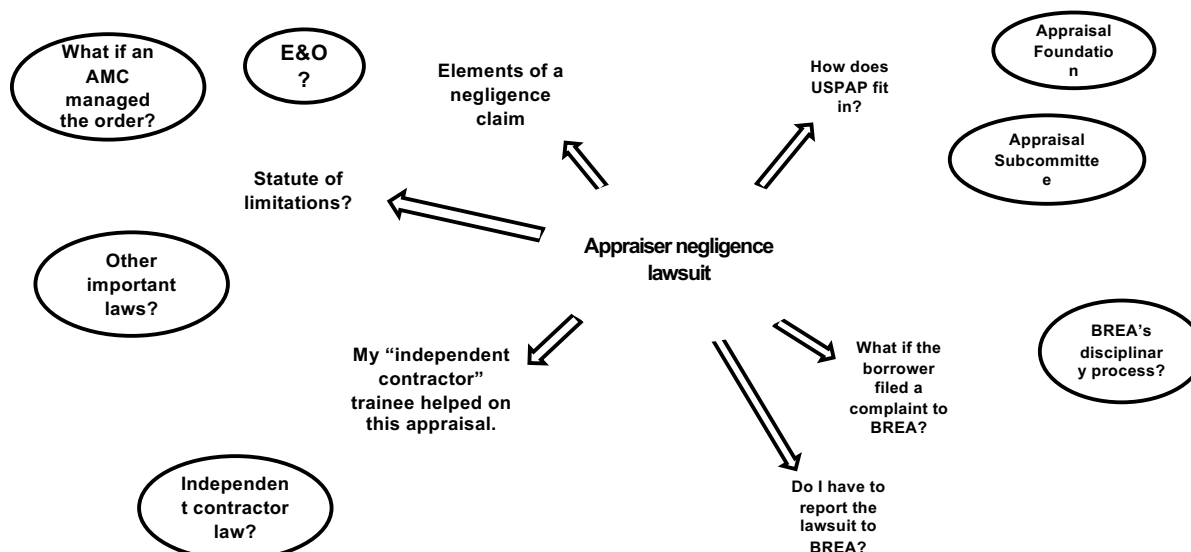 What if an
AMC
managed
the order?
E&O
?
Elements of a
negligence
claim
How does
USPAP fit
in?
Appraisal
Foundatio
n
Appraisal
Subcommitte
e
Statute of
limitations?
Appraiser negligence
lawsuit
Other
important
laws?
My “independent
contractor”
trainee helped on
this appraisal.
What if the
borrower
filed a
complaint to
BREA?
BREA’s
disciplinar
y process?
Independen
t contractor
law?
Do I have to
report the
lawsuit to
BREA?